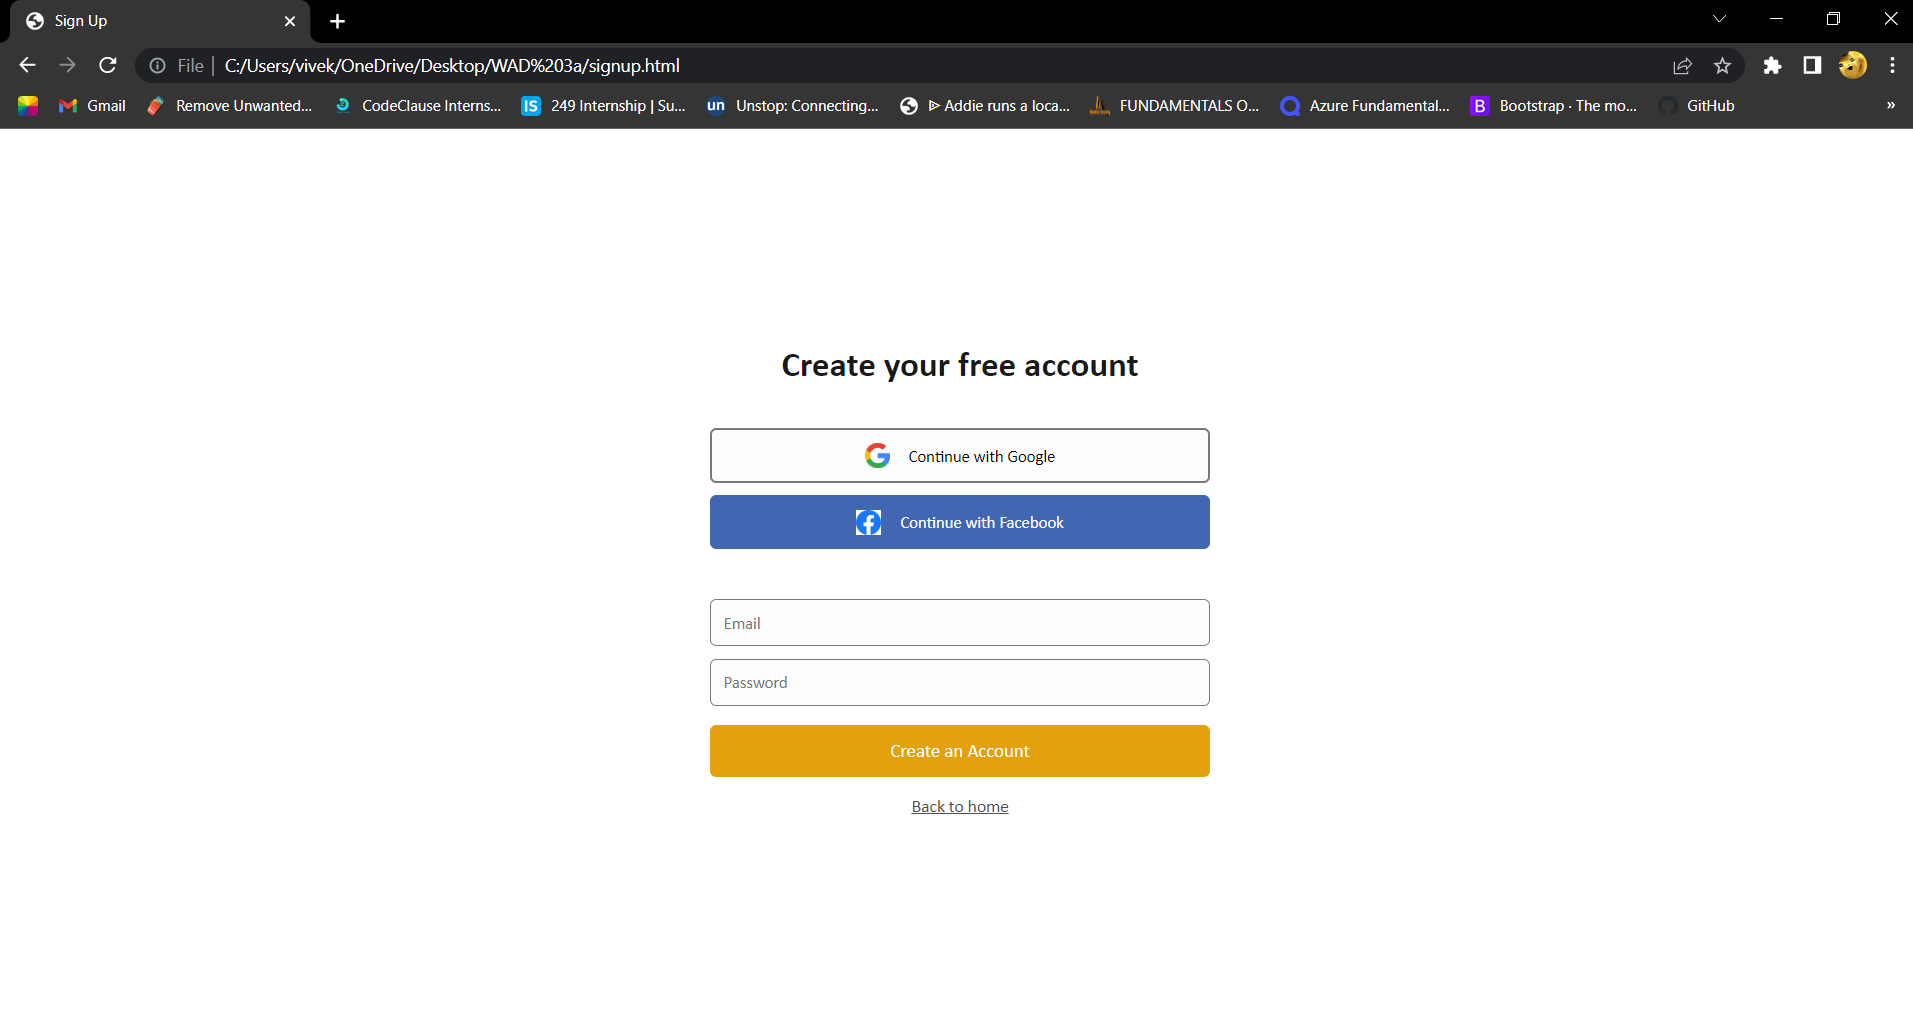 Sign Up
File | C:/Users/vivek/OneDrive/Desktop/WAD%203a/signup.html
Gmail Remove Unwanted... CodeClause Interns... IS 249 Internship | Su... un Unstop: Connecting... ⩥ Addie runs a loca... FUNDAMENTALS O... Azure Fundamental... B Bootstrap · The mo... GitHub »
Create your free account
Continue with Google
Continue with Facebook
Email
Password
Create an Account
Back to home